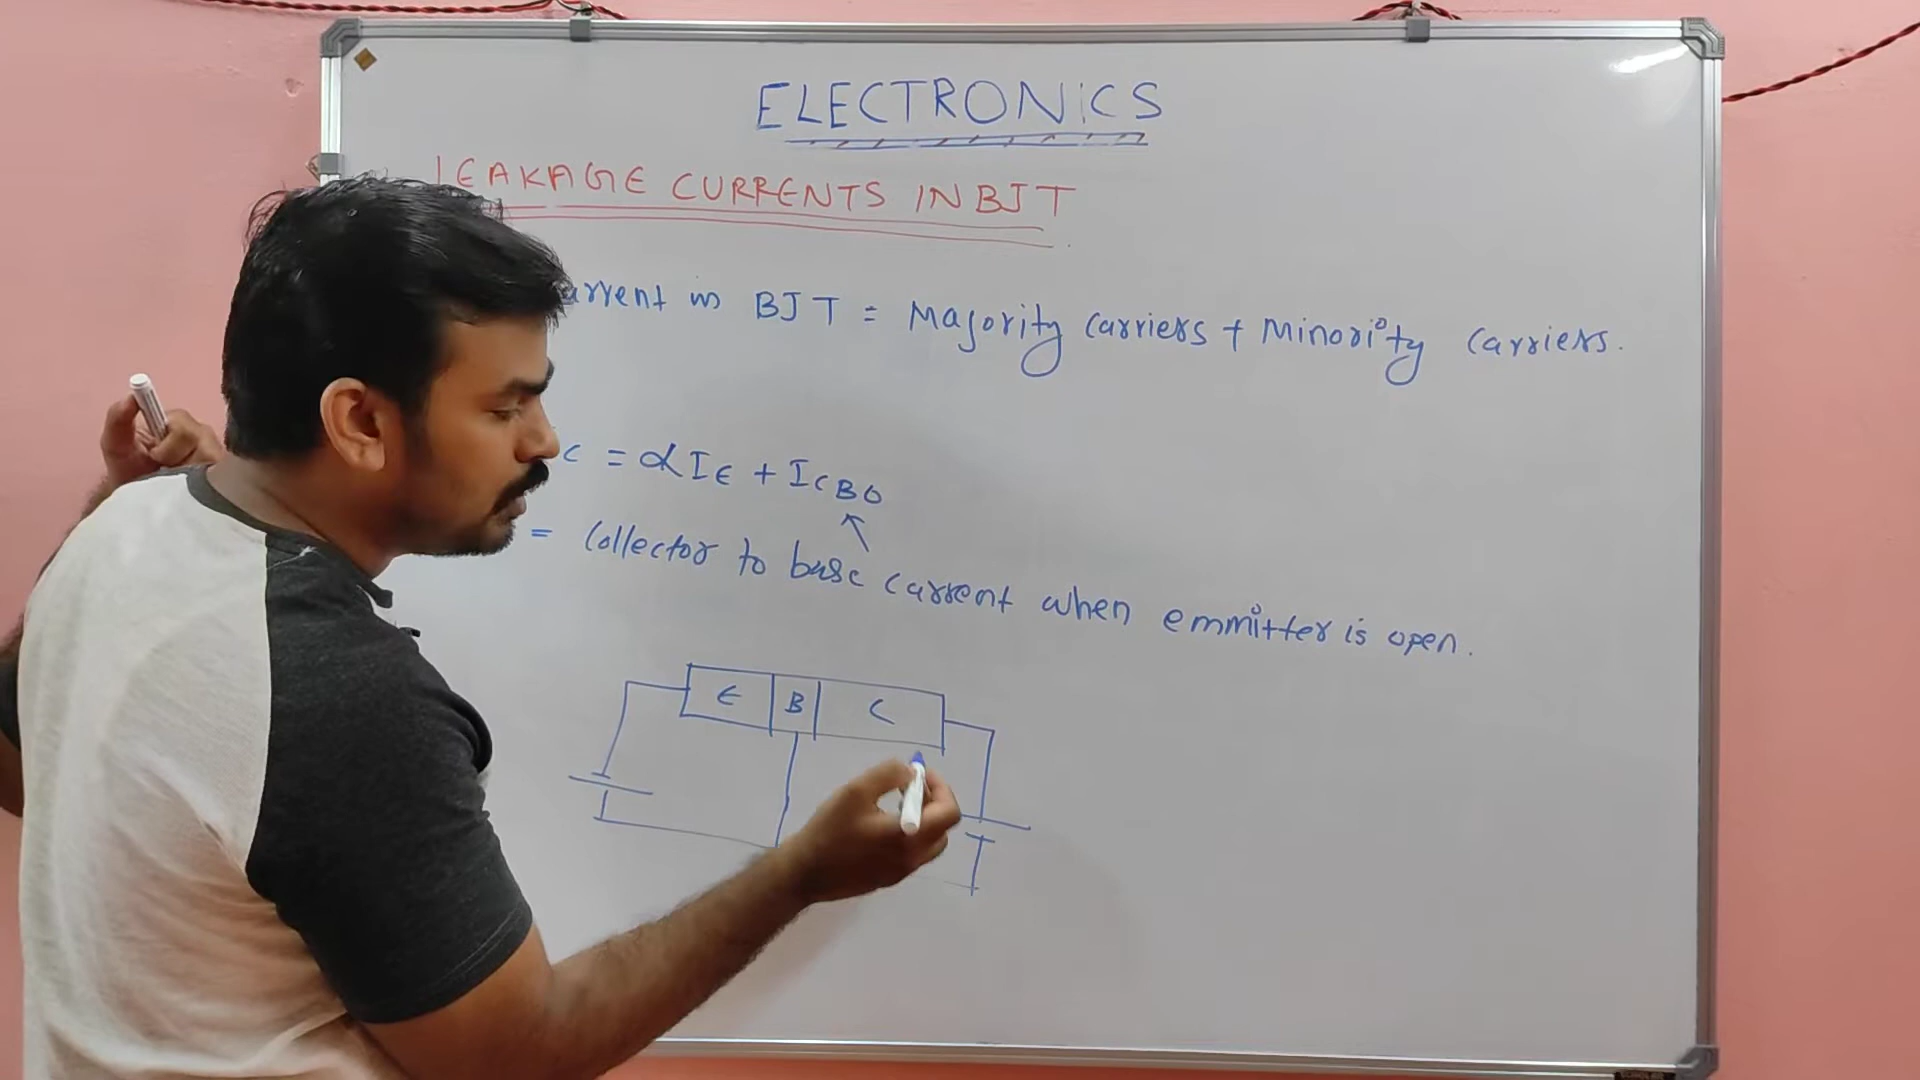 ELECTRONICS
LEAKAGE CURRENTS IN BJT
urrent in BJT = Majority carriers + Minority carriers.
c = αIE + ICBO
= Collector to base current when emmitter is open.
E B C